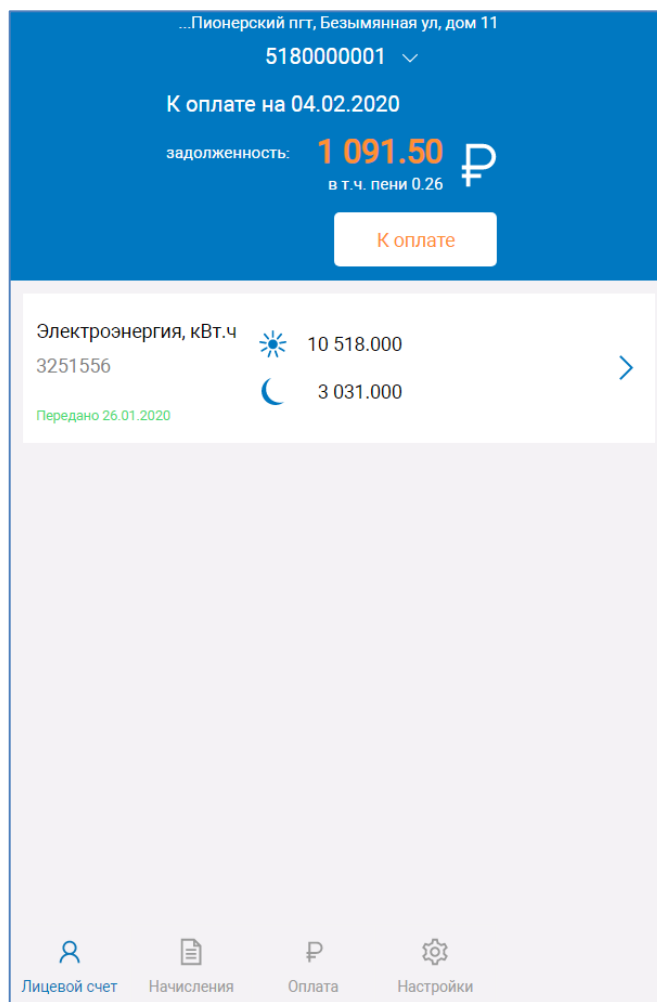 ...Пионерский пгт, Безымянная ул, дом 11
5180000001
К оплате на 04.02.2020
задолженность: 1 091.50 ₽
в т.ч. пени 0.26
К оплате
Электроэнергия, кВт.ч
10 518.000
3251556
3 031.000
Передано 26.01.2020
Лицевой счет Начисления Оплата Настройки